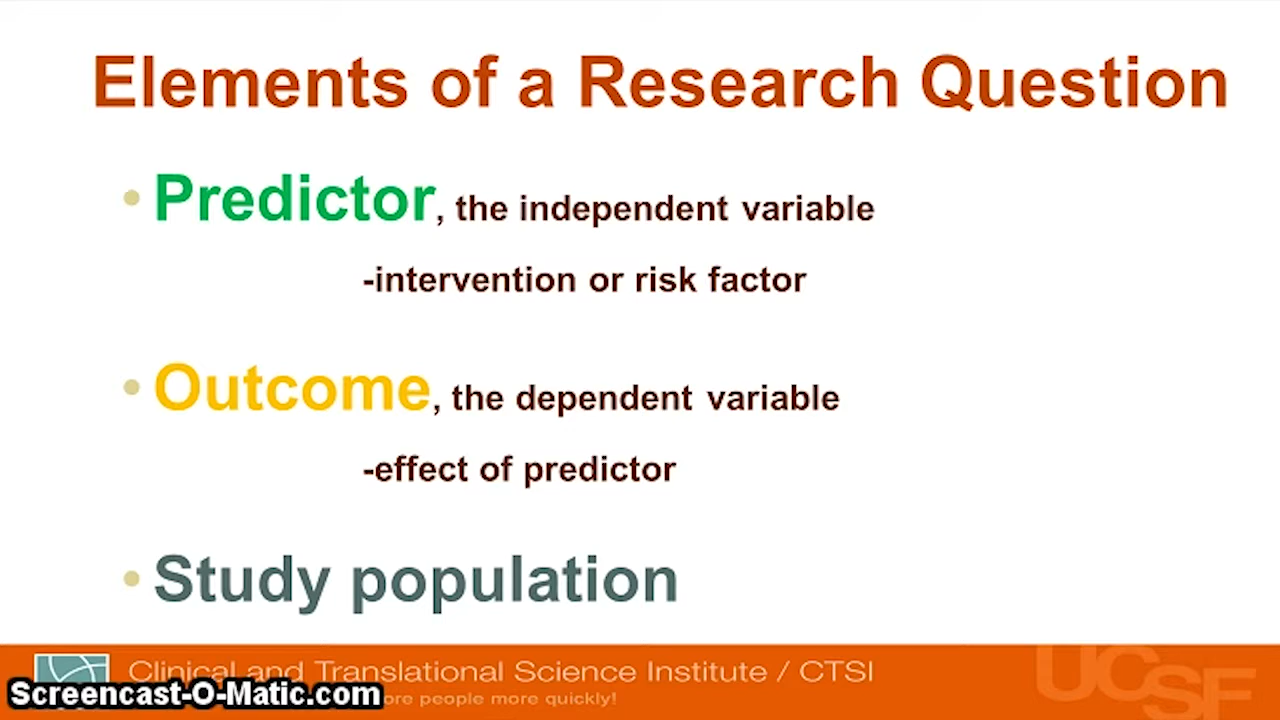 Elements of a Research Question
• Predictor, the independent variable
-intervention or risk factor
• Outcome, the dependent variable
-effect of predictor
• Study population
Clinical and Translational Science Institute / CTSI
people more quickly!
UCSF
Screencast-O-Matic.com